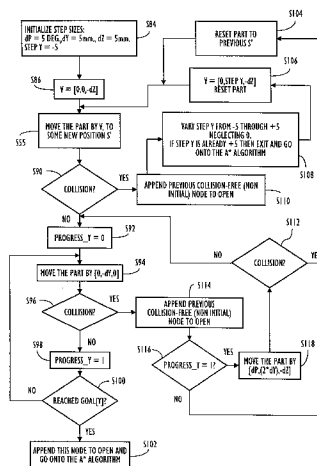 INITIALIZE STEP SIZES:
dP = 5 DEG.,dY = 5mm., dZ = 5mm.
STEP Y = -5
S84
V = [0,0,-dZ]
S86
MOVE THE PART BY V, TO
SOME NEW POSITION S'
S55
COLLISION?
S90
YES
NO
RESET PART TO
PREVIOUS S'
S104
V = [0,STEP Y,-dZ]
RESET PART
S106
VARY STEP Y FROM -5 THROUGH +5
NEGLECTING 0.
IF STEP Y IS ALREADY +5 THEN EXIT AND GO
ONTO THE A* ALGORITHM
S108
APPEND PREVIOUS COLLISION-FREE (NON
INITIAL) NODE TO OPEN
S110
PROGRESS_Y = 0
S92
MOVE THE PART BY [0,-dY,0]
S94
COLLISION?
S96
YES
NO
PROGRESS_Y = 1
S98
REACHED GOAL[Y]?
S100
NO
YES
APPEND THIS NODE TO OPEN AND
GO ONTO THE A* ALGORITHM
S102
COLLISION?
S112
NO
YES
APPEND PREVIOUS
COLLISION-FREE (NON INITIAL)
NODE TO OPEN
S114
PROGRESS_Y = 1?
S116
YES
NO
MOVE THE PART BY
[dP,(2*dY),-dZ]
S118